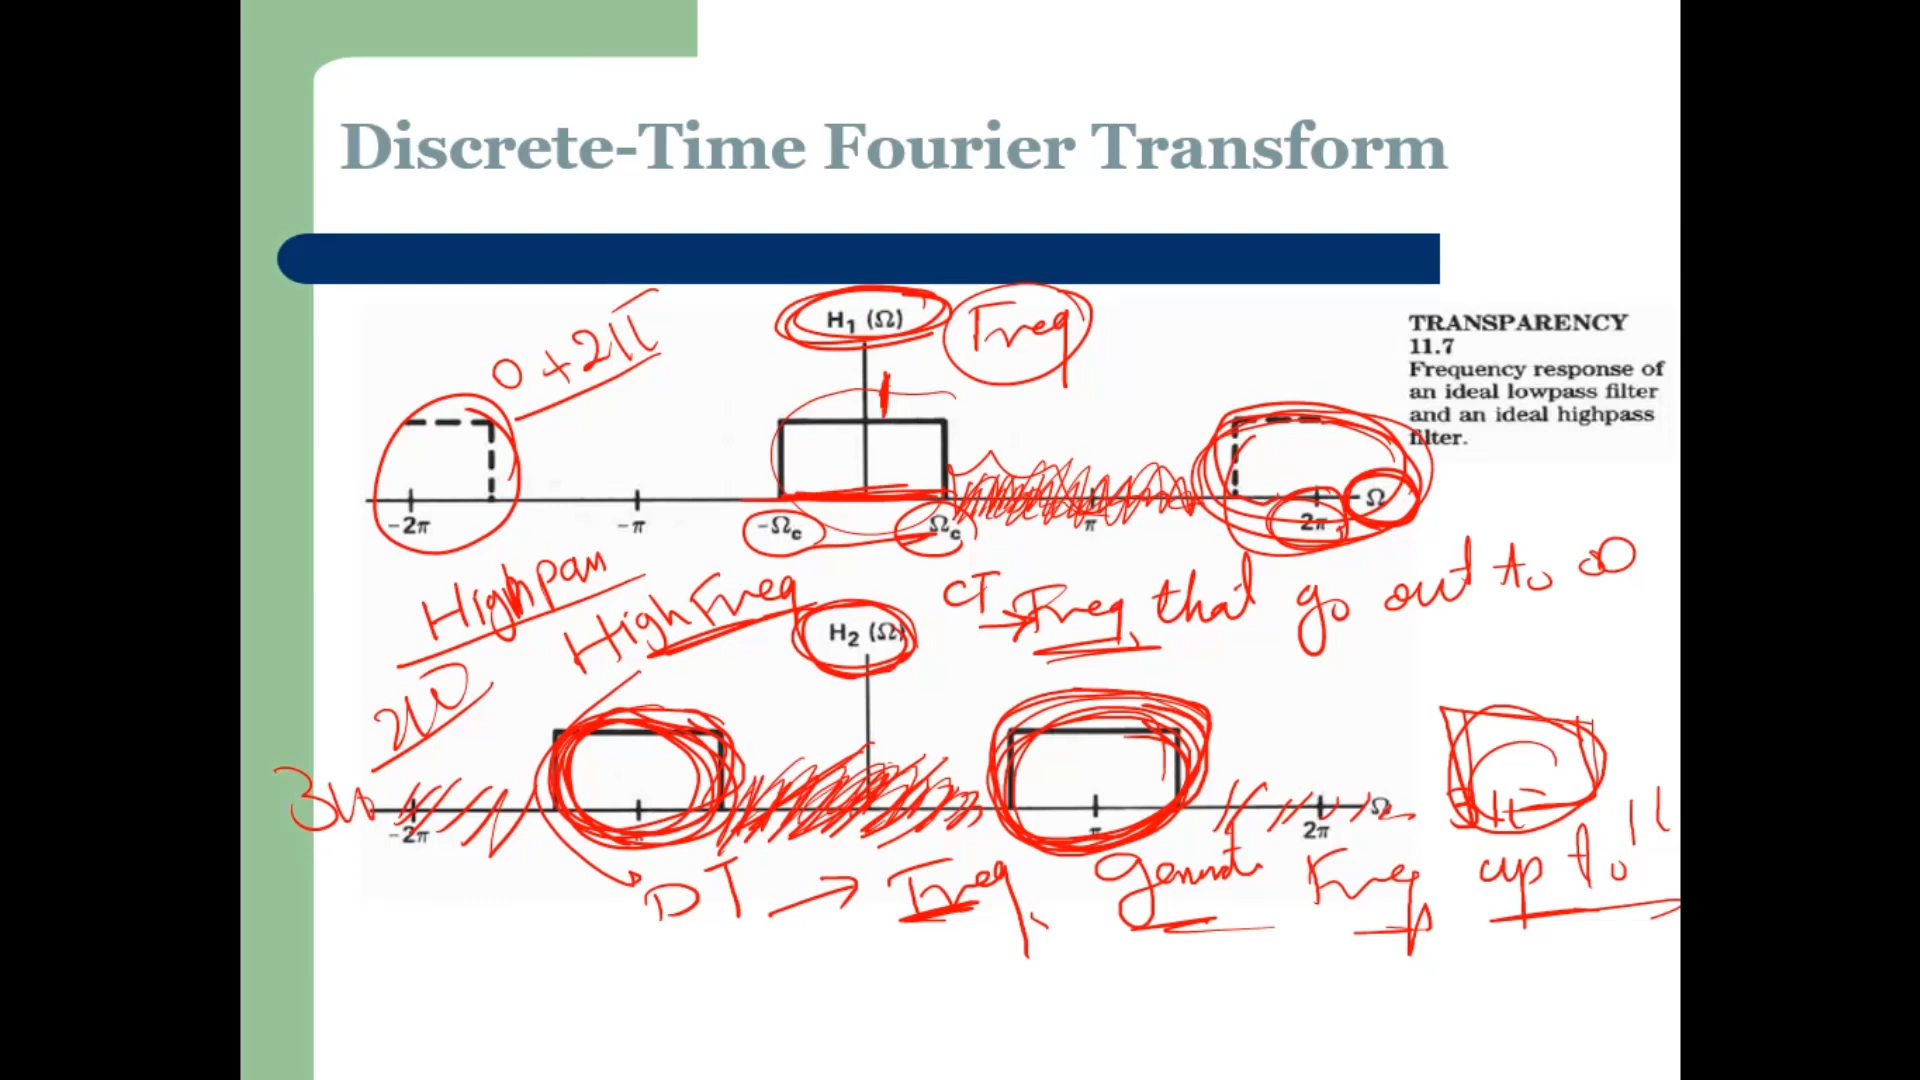 Discrete-Time Fourier Transform
H₁ (Ω)
Freq
0 + 2π
TRANSPARENCY
11.7
Frequency response of
an ideal lowpass filter
and an ideal highpass
filter.
-2π -π -Ωc Ωc π 2π Ω
Highpass
High Freq
CT → Freq, that go out to ∞
H₂ (Ω)
-2π π 2π Ω
DT → Freq, Freq up to π